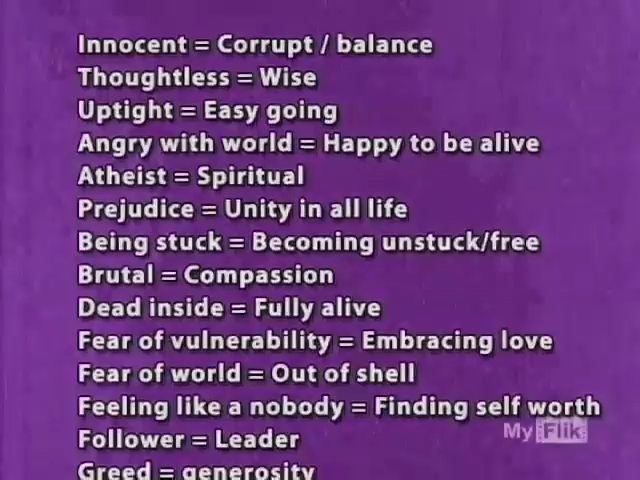 Innocent = Corrupt / balance
Thoughtless = Wise
Uptight = Easy going
Angry with world = Happy to be alive
Atheist = Spiritual
Prejudice = Unity in all life
Being stuck = Becoming unstuck/free
Brutal = Compassion
Dead inside = Fully alive
Fear of vulnerability = Embracing love
Fear of world = Out of shell
Feeling like a nobody = Finding self worth
My Flik
Follower = Leader
Greed = generosity